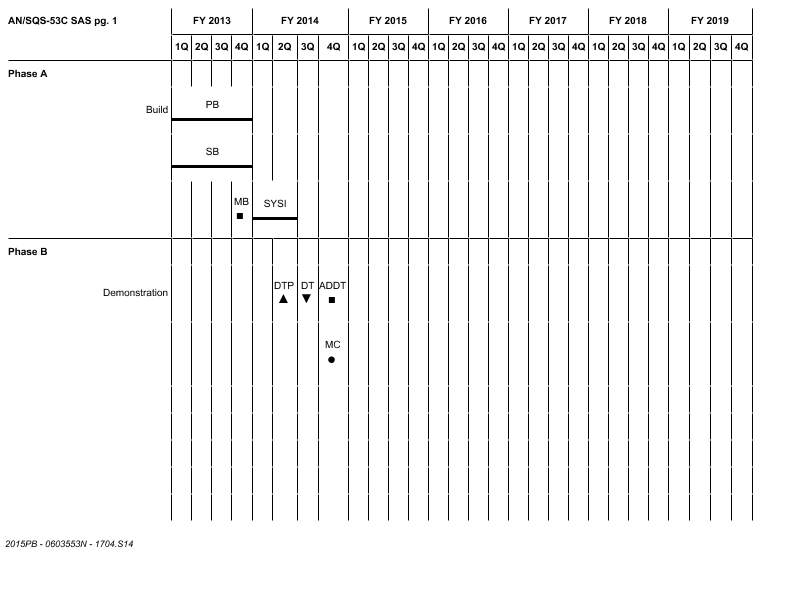 AN/SQS-53C SAS pg. 1 FY 2013 FY 2014 FY 2015 FY 2016 FY 2017 FY 2018 FY 2019
1Q 2Q 3Q 4Q 1Q 2Q 3Q 4Q 1Q 2Q 3Q 4Q 1Q 2Q 3Q 4Q 1Q 2Q 3Q 4Q 1Q 2Q 3Q 4Q 1Q 2Q 3Q 4Q
Phase A
Build PB
SB
MB SYSI
Phase B
Demonstration DTP DT ADDT
MC
2015PB - 0603553N - 1704.S14